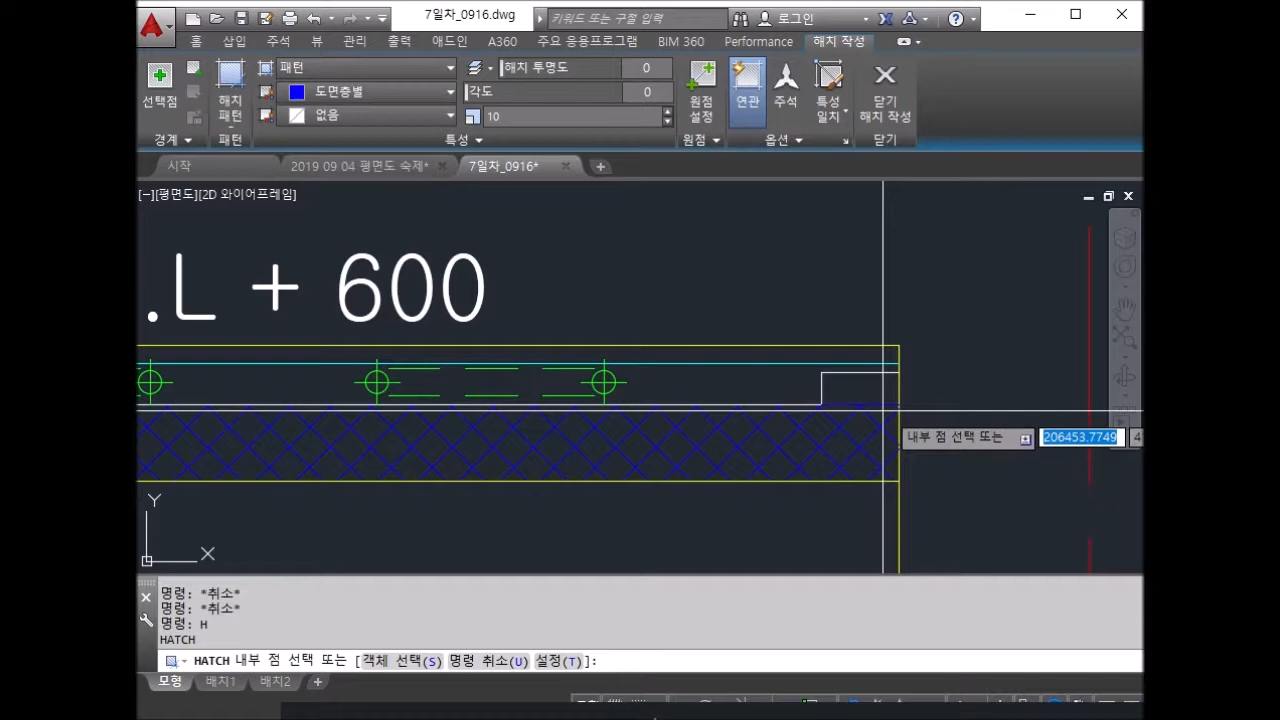 7일차_0916.dwg
키워드 또는 구절 입력
로그인
홈 삽입 주석 뷰 관리 출력 애드인 A360 주요 응용프로그램 BIM 360 Performance 해치 작성
패턴 해치 투명도 0
도면층별 각도 0
없음 10
선택점
해치
패턴
원점
설정
연관
주석
특성
일치
닫기
해치 작성
경계 패턴 특성 원점 옵션 닫기
시작 2019 09 04 평면도 숙제* 7일차_0916*
[−][평면도][2D 와이어프레임]
.L + 600
내부 점 선택 또는 206453.7749 4
Y
X
명령: *취소*
명령: *취소*
명령: H
HATCH
HATCH 내부 점 선택 또는 [객체 선택(S) 명령 취소(U) 설정(T)]:
모형 배치1 배치2